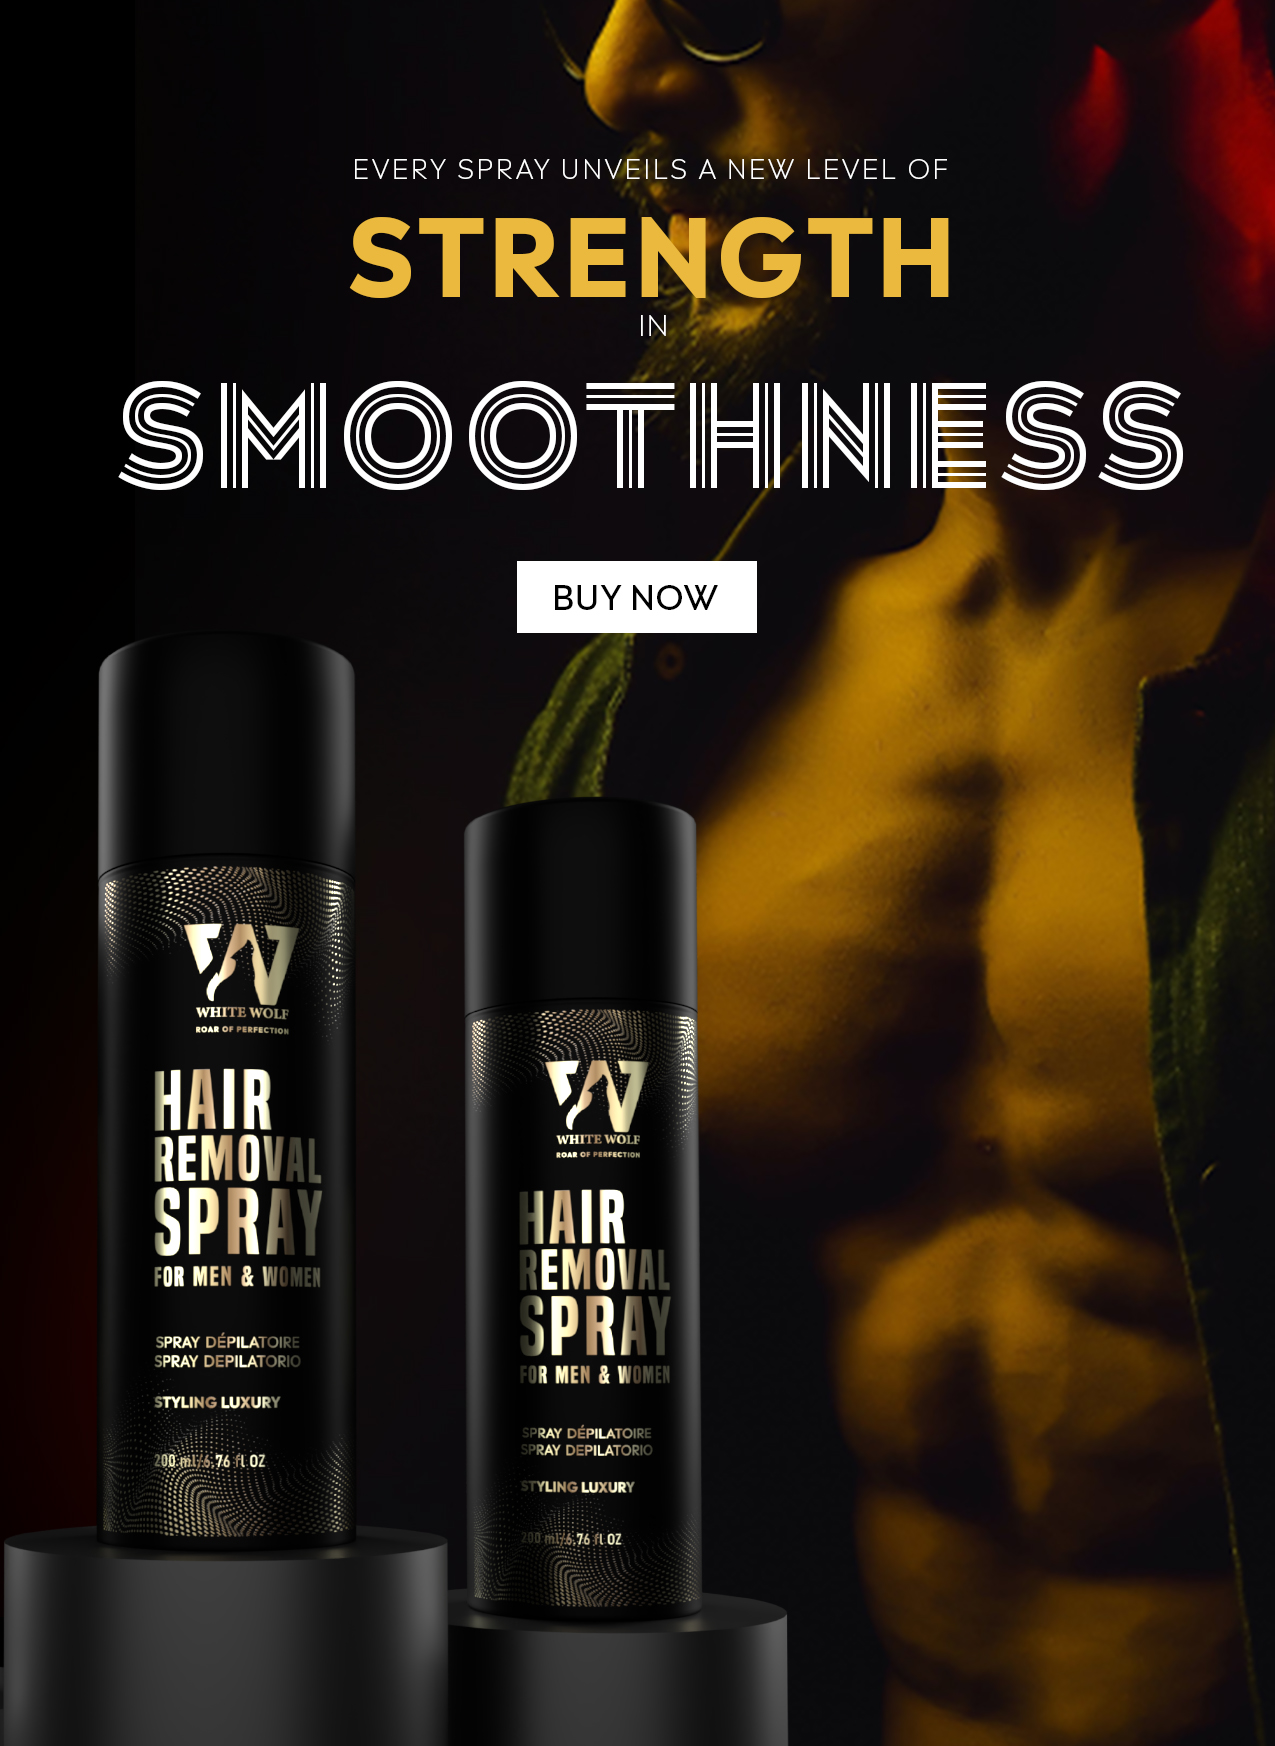 EVERY SPRAY UNVEILS A NEW LEVEL OF
STRENGTH
IN
SMOOTHNESS
BUY NOW
WHITE WOLF
ROAR OF PERFECTION
HAIR
REMOVAL
SPRAY
FOR MEN & WOMEN
SPRAY DÉPILATOIRE
SPRAY DEPILATORIO
STYLING LUXURY
200 ml/6,76 fl OZ
WHITE WOLF
ROAR OF PERFECTION
HAIR
REMOVAL
SPRAY
FOR MEN & WOMEN
SPRAY DÉPILATOIRE
SPRAY DEPILATORIO
STYLING LUXURY
200 ml/6,76 fl OZ